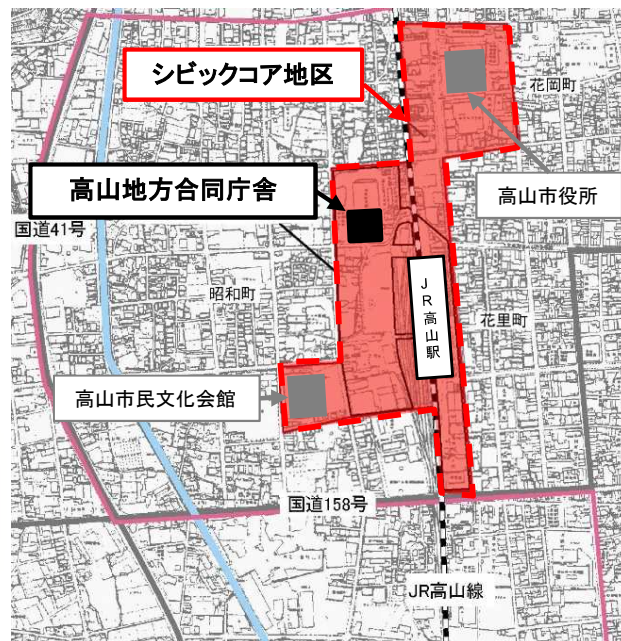 シビックコア地区
花岡町
高山地方合同庁舎
高山市役所
国道41号
昭和町
JR高山駅
花里町
高山市民文化会館
国道158号
JR高山線